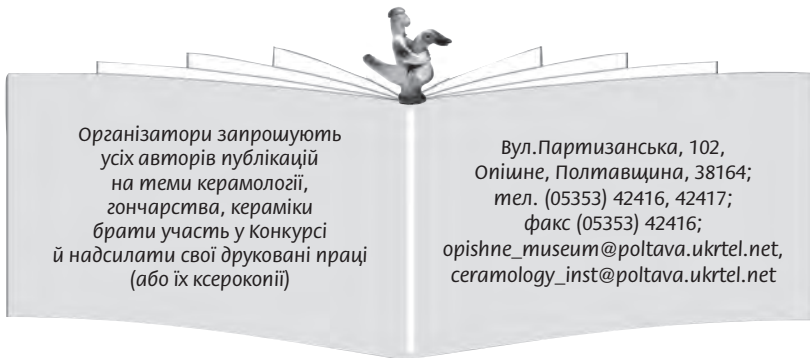 Організатори запрошують
усіх авторів публікацій
на теми керамології,
гончарства, кераміки
брати участь у Конкурсі
й надсилати свої друковані праці
(або їх ксерокопії)
Вул.Партизанська, 102,
Опішне, Полтавщина, 38164;
тел. (05353) 42416, 42417;
факс (05353) 42416;
opishne_museum@poltava.ukrtel.net,
ceramology_inst@poltava.ukrtel.net